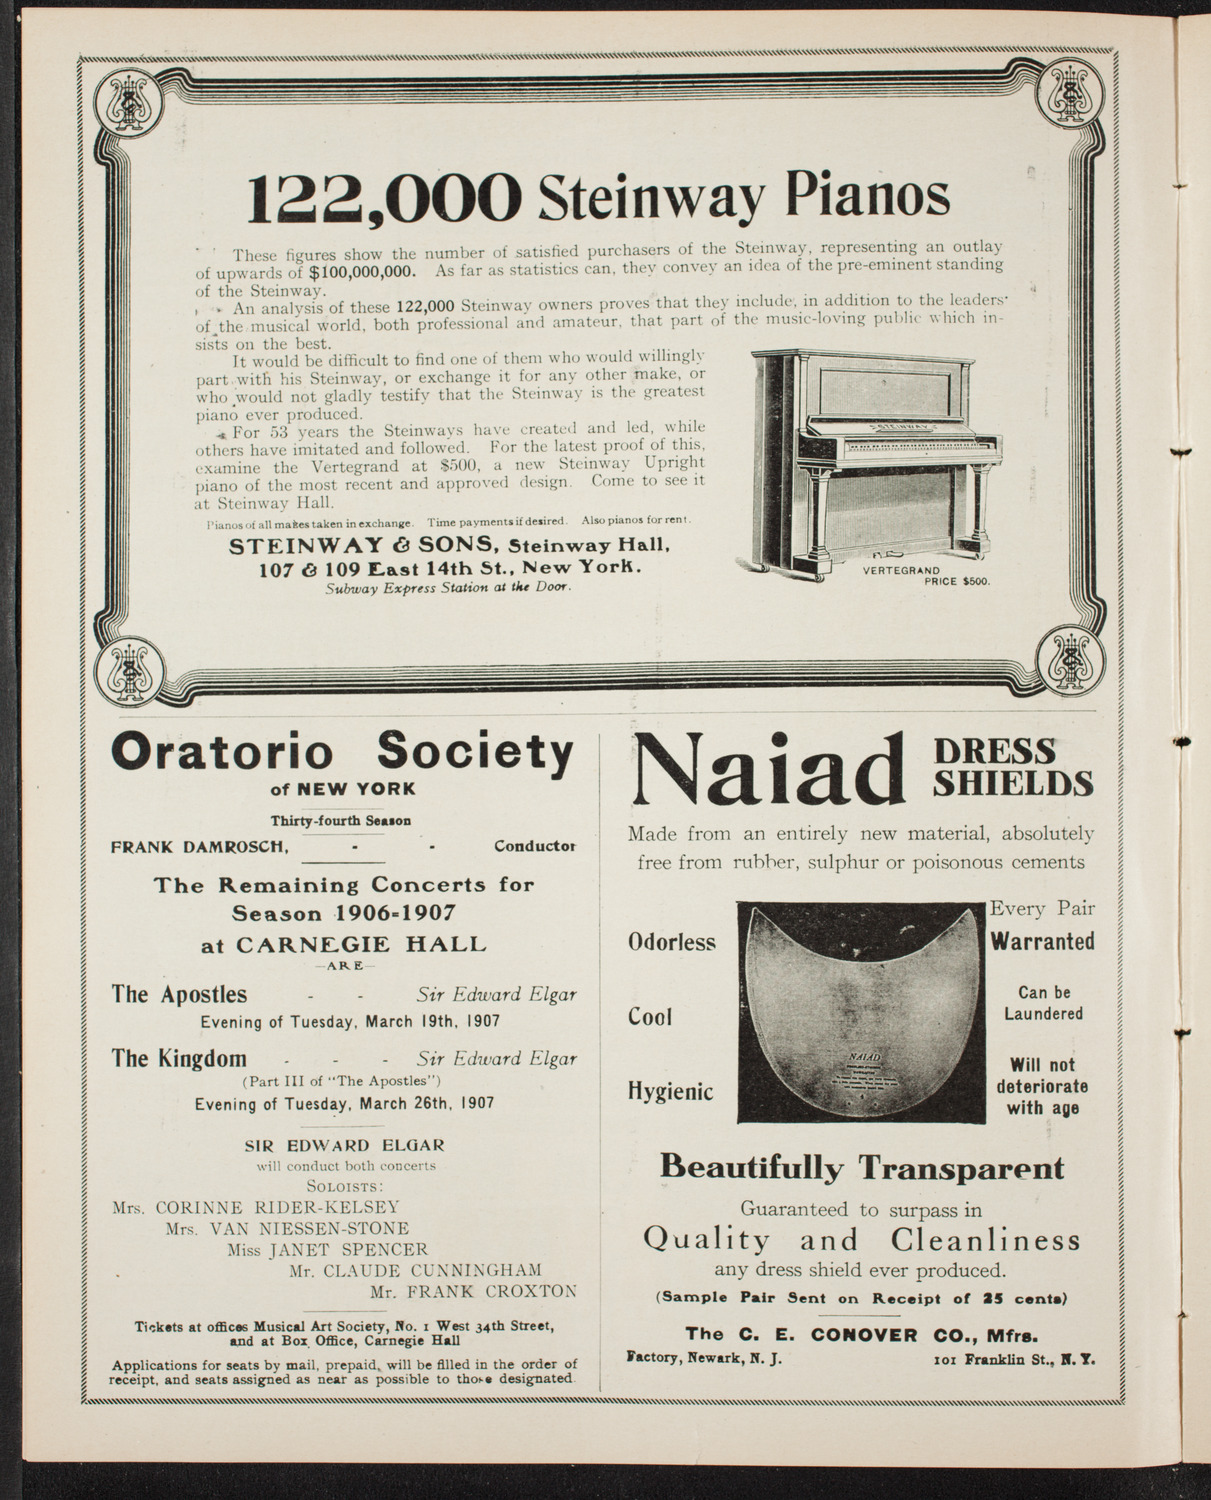 122,000 Steinway Pianos
These figures show the number of satisfied purchasers of the Steinway, representing an outlay
of upwards of $100,000,000. As far as statistics can, they convey an idea of the pre-eminent standing
of the Steinway.
An analysis of these 122,000 Steinway owners proves that they include, in addition to the leaders
of the musical world, both professional and amateur, that part of the music-loving public which in-
sists on the best.
It would be difficult to find one of them who would willingly
part with his Steinway, or exchange it for any other make, or
who would not gladly testify that the Steinway is the greatest
piano ever produced.
For 53 years the Steinways have created and led, while
others have imitated and followed. For the latest proof of this,
examine the Vertegrand at $500, a new Steinway Upright
piano of the most recent and approved design. Come to see it
at Steinway Hall.
Pianos of all makes taken in exchange. Time payments if desired. Also pianos for rent.
STEINWAY & SONS, Steinway Hall,
107 & 109 East 14th St., New York.
Subway Express Station at the Door.
STEINWAY
VERTEGRAND
PRICE $500.
Oratorio Society
of NEW YORK
Thirty-fourth Season
FRANK DAMROSCH, - - Conductor
The Remaining Concerts for
Season 1906-1907
at CARNEGIE HALL
—ARE—
The Apostles - - Sir Edward Elgar
Evening of Tuesday, March 19th, 1907
The Kingdom - - - Sir Edward Elgar
(Part III of "The Apostles")
Evening of Tuesday, March 26th, 1907
SIR EDWARD ELGAR
will conduct both concerts
SOLOISTS:
Mrs. CORINNE RIDER-KELSEY
Mrs. VAN NIESSEN-STONE
Miss JANET SPENCER
Mr. CLAUDE CUNNINGHAM
Mr. FRANK CROXTON
Tickets at offices Musical Art Society, No. 1 West 34th Street,
and at Box Office, Carnegie Hall
Applications for seats by mail, prepaid, will be filled in the order of
receipt, and seats assigned as near as possible to those designated.
Naiad DRESS
SHIELDS
Made from an entirely new material, absolutely
free from rubber, sulphur or poisonous cements
Odorless
Cool
Hygienic
NAIAD
Every Pair
Warranted
Can be
Laundered
Will not
deteriorate
with age
Beautifully Transparent
Guaranteed to surpass in
Quality and Cleanliness
any dress shield ever produced.
(Sample Pair Sent on Receipt of 25 cents)
The C. E. CONOVER CO., Mfrs.
Factory, Newark, N. J. 101 Franklin St., N. Y.